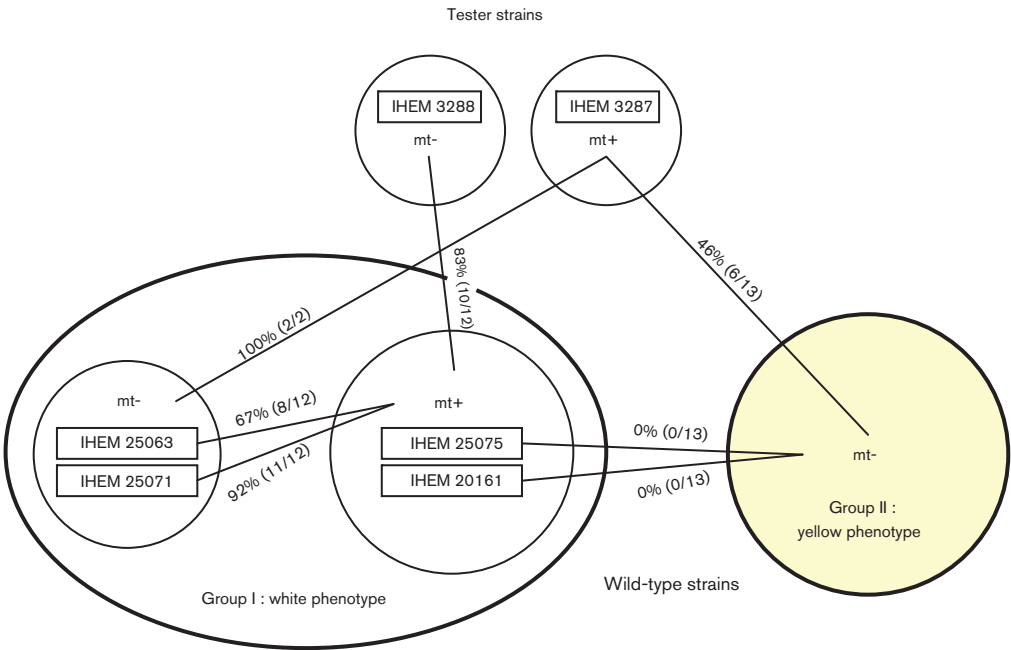 Tester strains
IHEM 3288
mt-
IHEM 3287
mt+
83% (10/12)
46% (6/13)
100% (2/2)
mt-
IHEM 25063
IHEM 25071
67% (8/12)
92% (11/12)
mt+
IHEM 25075
IHEM 20161
0% (0/13)
0% (0/13)
mt-
Group II :
yellow phenotype
Group I : white phenotype
Wild-type strains